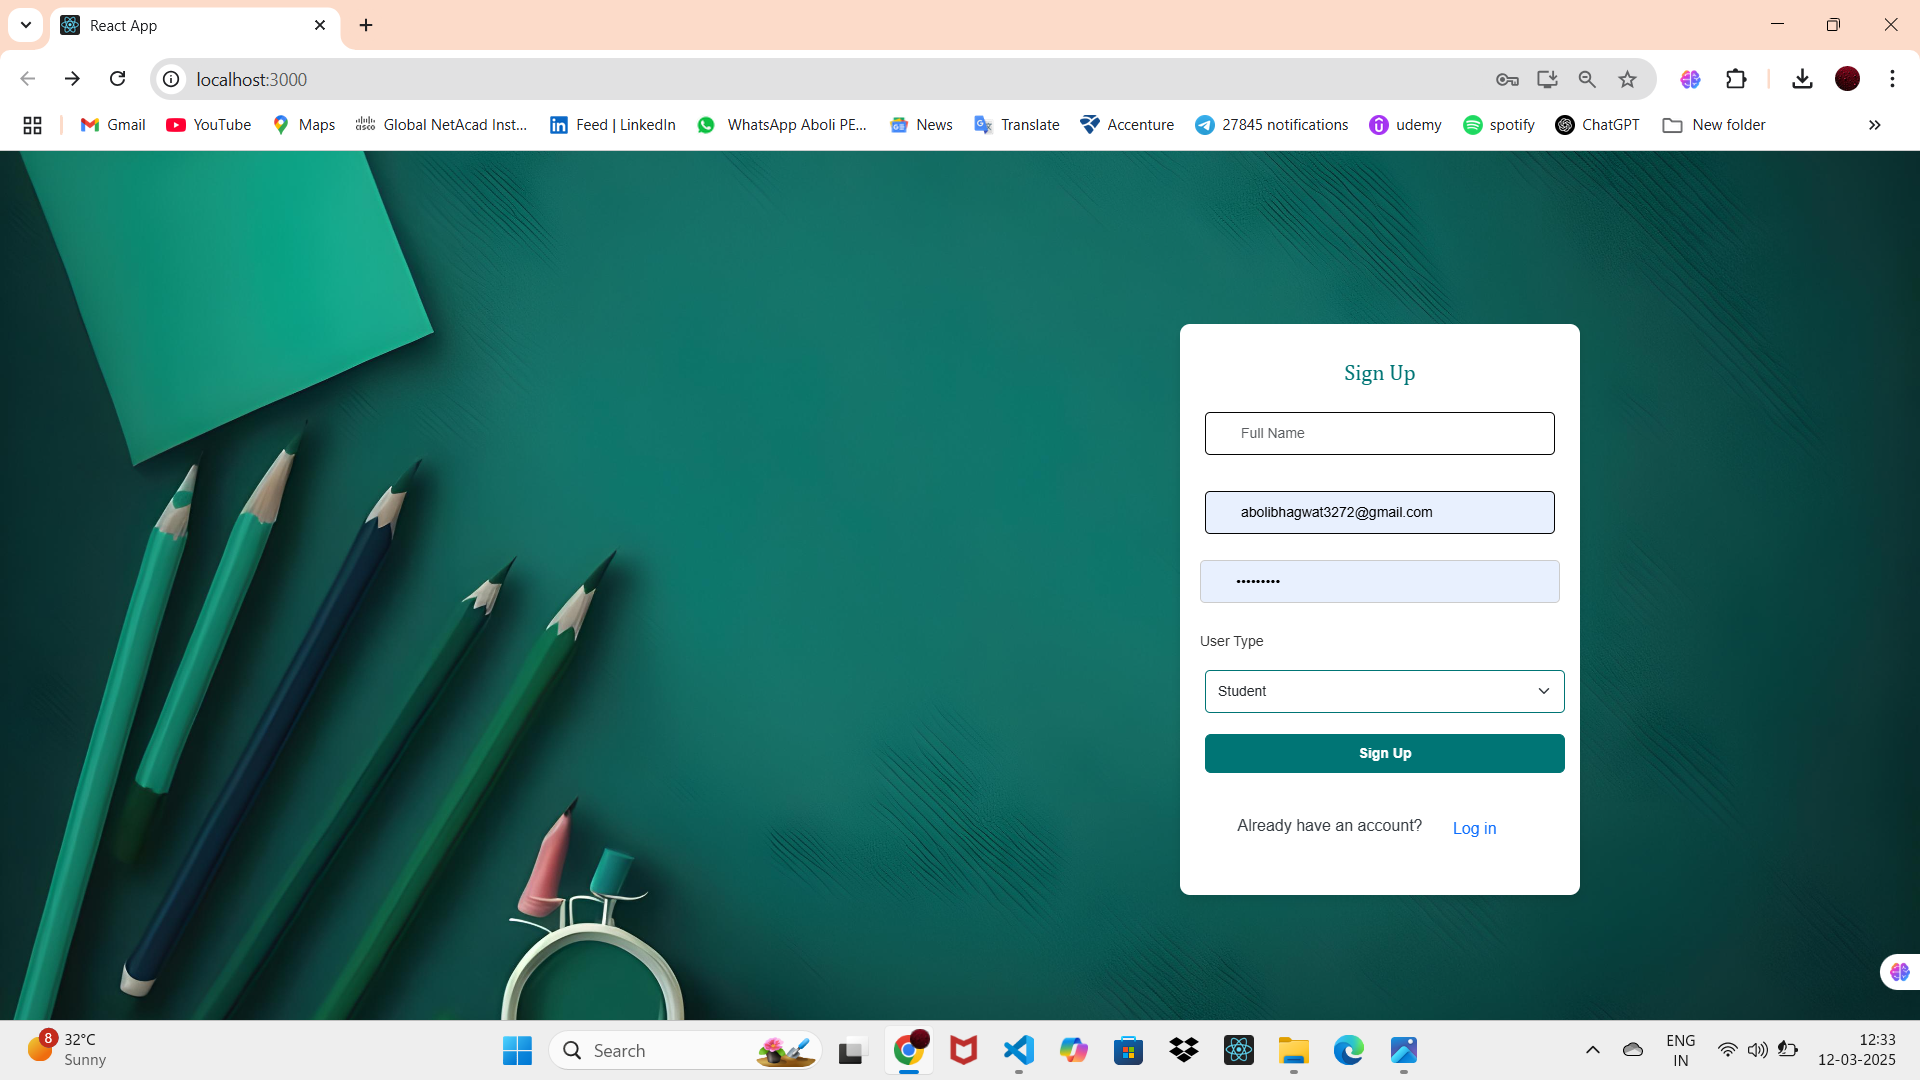 React App
localhost:3000
Gmail YouTube Maps Global NetAcad Inst... Feed | LinkedIn WhatsApp Aboli PE... News Translate Accenture 27845 notifications udemy spotify ChatGPT New folder »
Sign Up
Full Name
abolibhagwat3272@gmail.com
•••••••••
User Type
Student
Sign Up
Already have an account? Log in
8 32°C
Sunny
Search
ENG
IN
12:33
12-03-2025